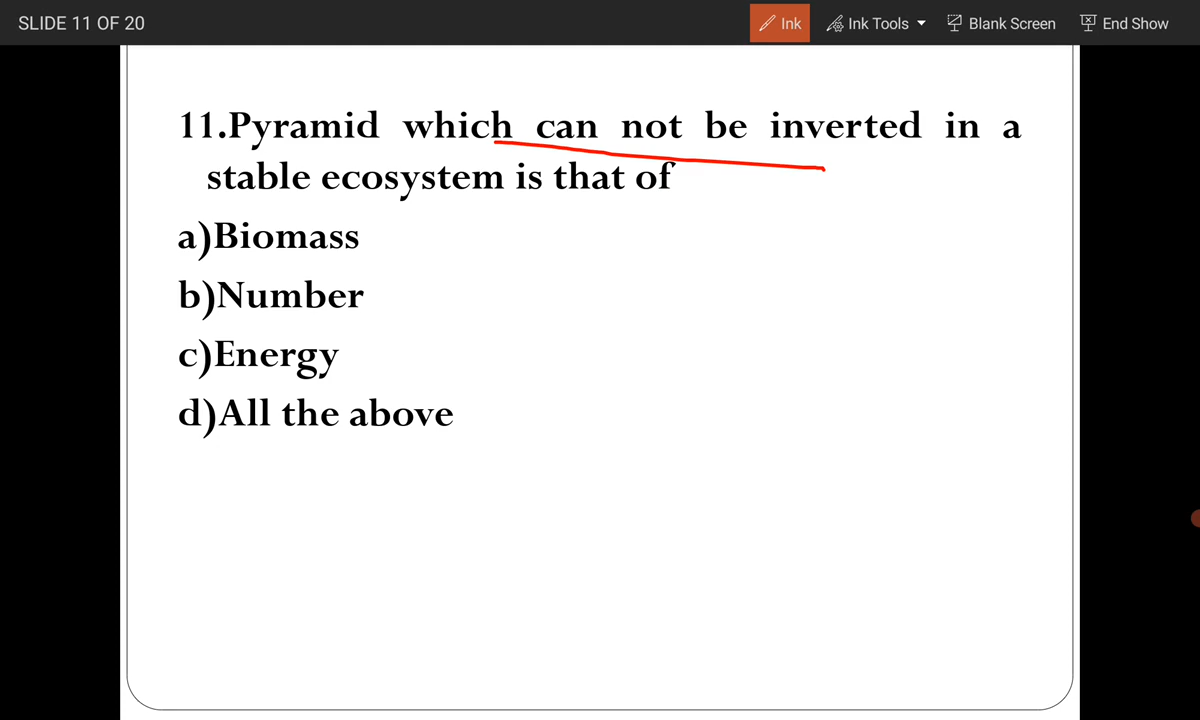 SLIDE 11 OF 20
Ink
Ink Tools
Blank Screen
End Show
11.Pyramid which can not be inverted in a
stable ecosystem is that of
a)Biomass
b)Number
c)Energy
d)All the above